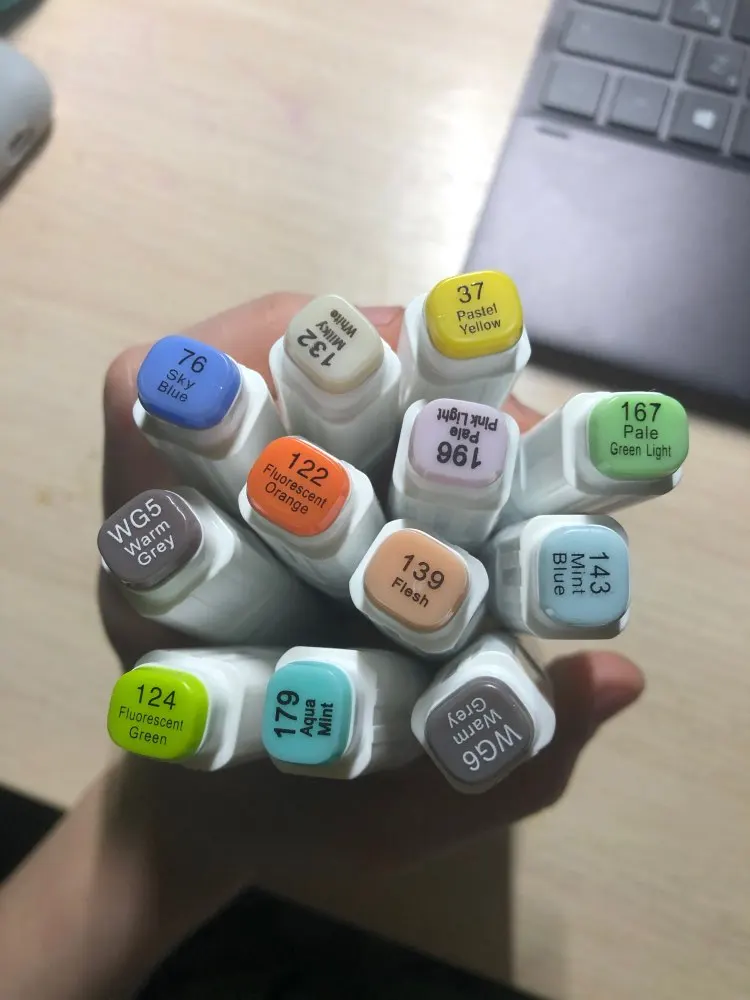 37
Pastel
Yellow
132
Milky
White
76
Sky
Blue
167
Pale
Green Light
196
Pale
Pink Light
122
Fluorescent
Orange
WG5
Warm
Grey
139
Flesh
143
Mint
Blue
124
Fluorescent
Green
179
Aqua
Mint
WG6
Warm
Grey